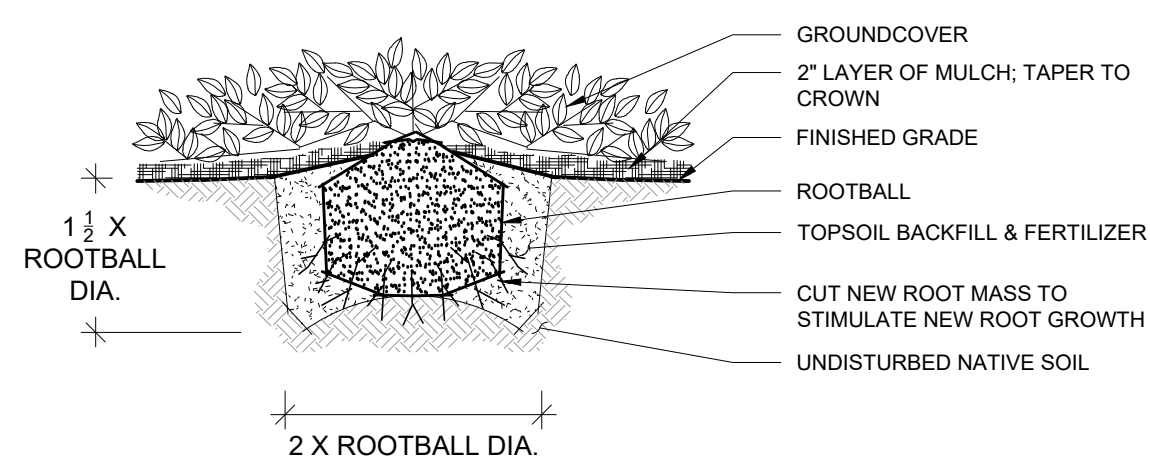 GROUNDCOVER
2" LAYER OF MULCH; TAPER TO
CROWN
FINISHED GRADE
ROOTBALL
TOPSOIL BACKFILL & FERTILIZER
CUT NEW ROOT MASS TO
STIMULATE NEW ROOT GROWTH
UNDISTURBED NATIVE SOIL
1 1/2 X
ROOTBALL
DIA.
2 X ROOTBALL DIA.